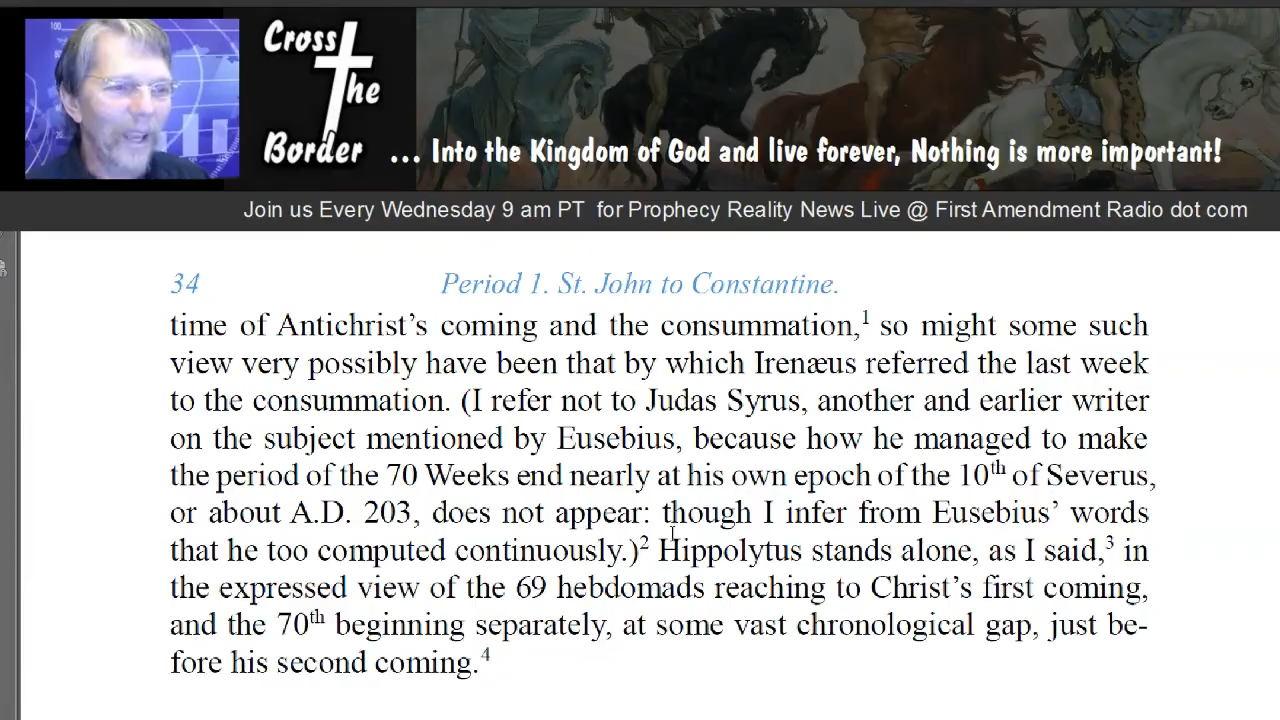 Cross
the
Border
... Into the Kingdom of God and live forever, Nothing is more important!
Join us Every Wednesday 9 am PT for Prophecy Reality News Live @ First Amendment Radio dot com
34 Period 1. St. John to Constantine.
time of Antichrist’s coming and the consummation,¹ so might some such
view very possibly have been that by which Irenæus referred the last week
to the consummation. (I refer not to Judas Syrus, another and earlier writer
on the subject mentioned by Eusebius, because how he managed to make
the period of the 70 Weeks end nearly at his own epoch of the 10th of Severus,
or about A.D. 203, does not appear: though I infer from Eusebius’ words
that he too computed continuously.)² Hippolytus stands alone, as I said,³ in
the expressed view of the 69 hebdomads reaching to Christ’s first coming,
and the 70th beginning separately, at some vast chronological gap, just be-
fore his second coming.⁴